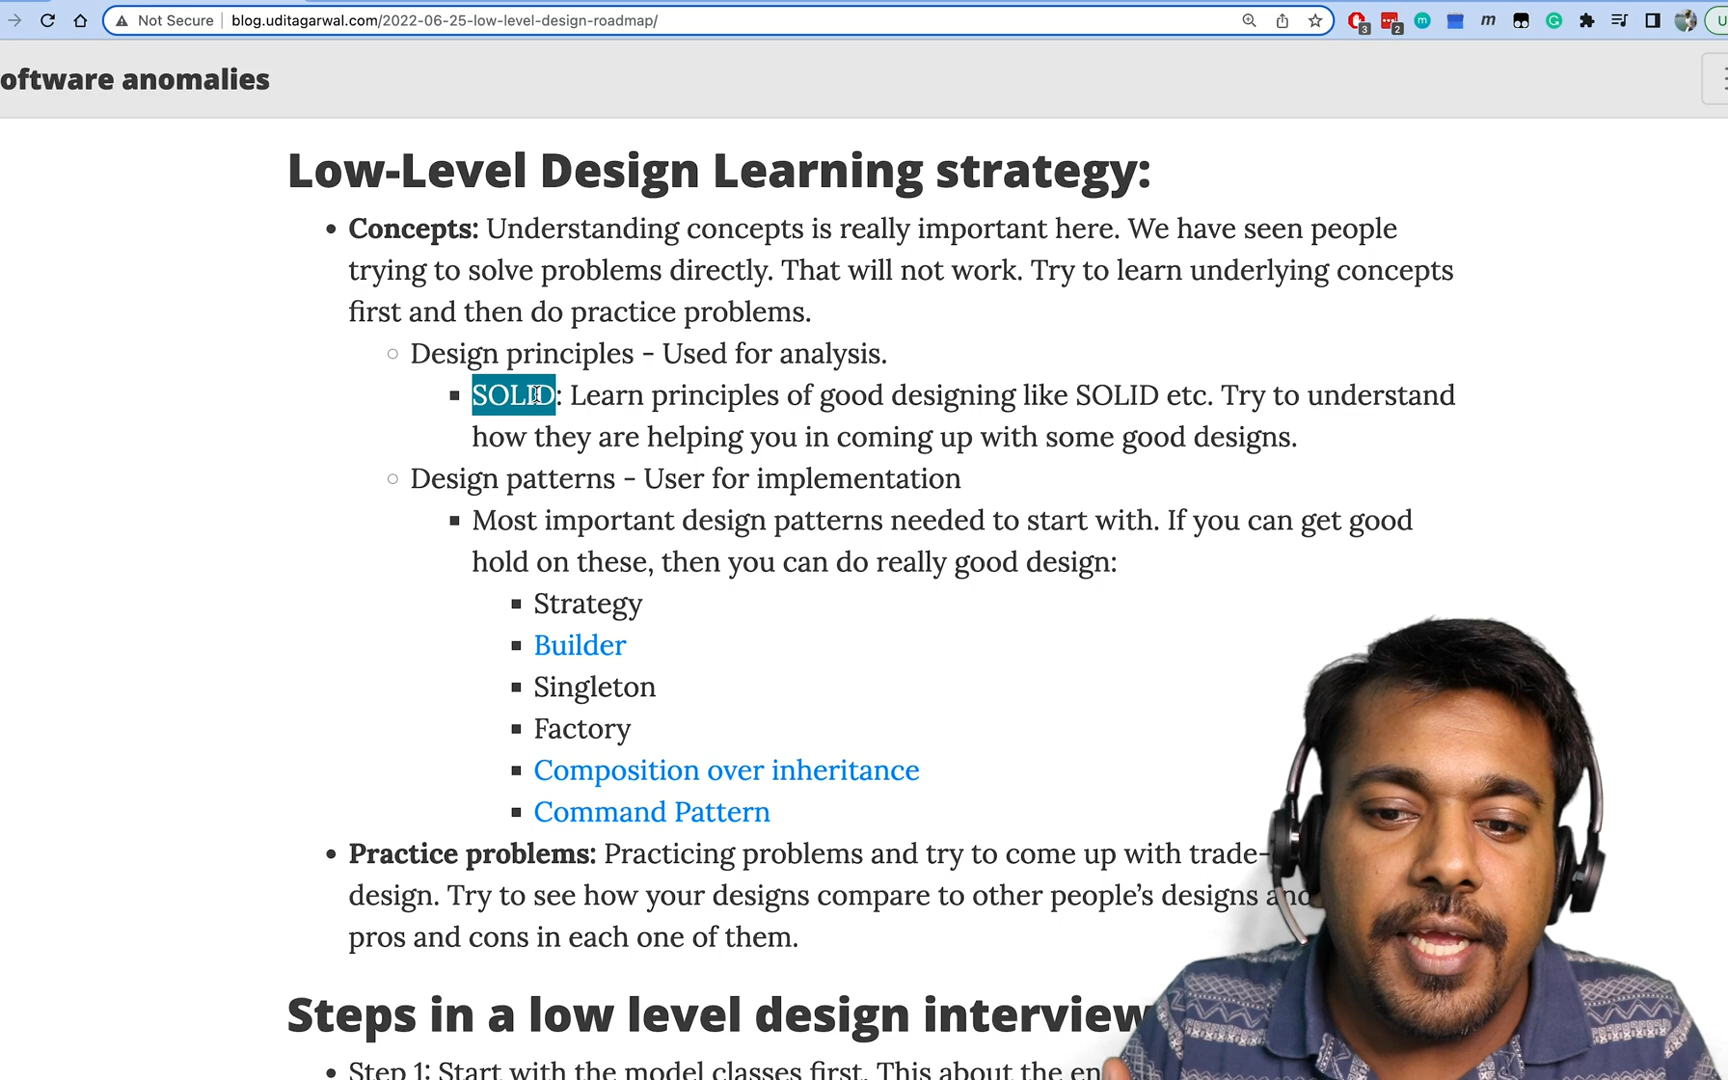 Not Secure | blog.uditagarwal.com/2022-06-25-low-level-design-roadmap/
oftware anomalies
Low-Level Design Learning strategy:
• Concepts: Understanding concepts is really important here. We have seen people
trying to solve problems directly. That will not work. Try to learn underlying concepts
first and then do practice problems.
Design principles - Used for analysis.
SOLID: Learn principles of good designing like SOLID etc. Try to understand
how they are helping you in coming up with some good designs.
Design patterns - User for implementation
Most important design patterns needed to start with. If you can get good
hold on these, then you can do really good design:
Strategy
Builder
Singleton
Factory
Composition over inheritance
Command Pattern
• Practice problems: Practicing problems and try to come up with trade-
design. Try to see how your designs compare to other people's designs and
pros and cons in each one of them.
Steps in a low level design interview
• Step 1: Start with the model classes first. This about the en